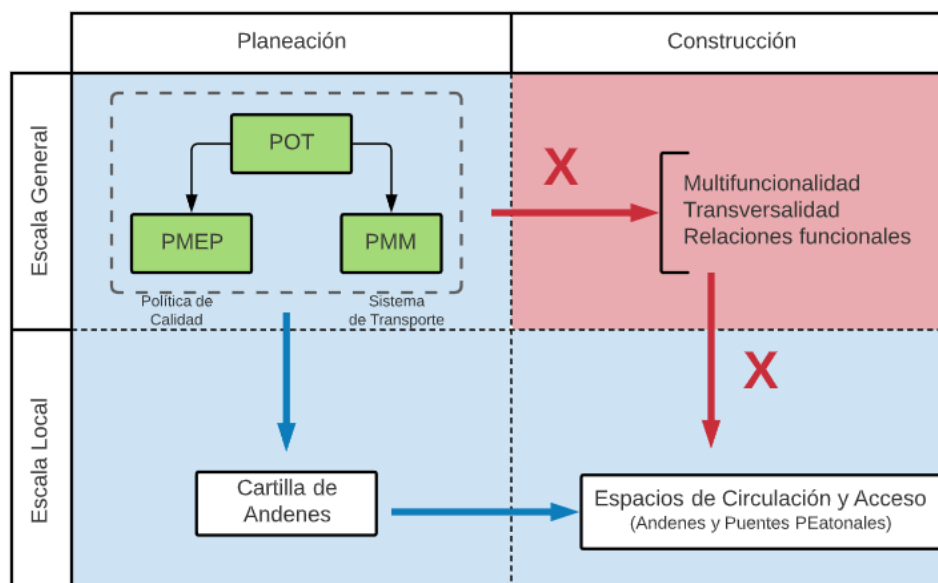 Planeación
Construcción
Escala General
POT
PMEP
PMM
Política de
Calidad
Sistema
de Transporte
X
Multifuncionalidad
Transversalidad
Relaciones funcionales
X
Escala Local
Cartilla de
Andenes
Espacios de Circulación y Acceso
(Andenes y Puentes PEatonales)